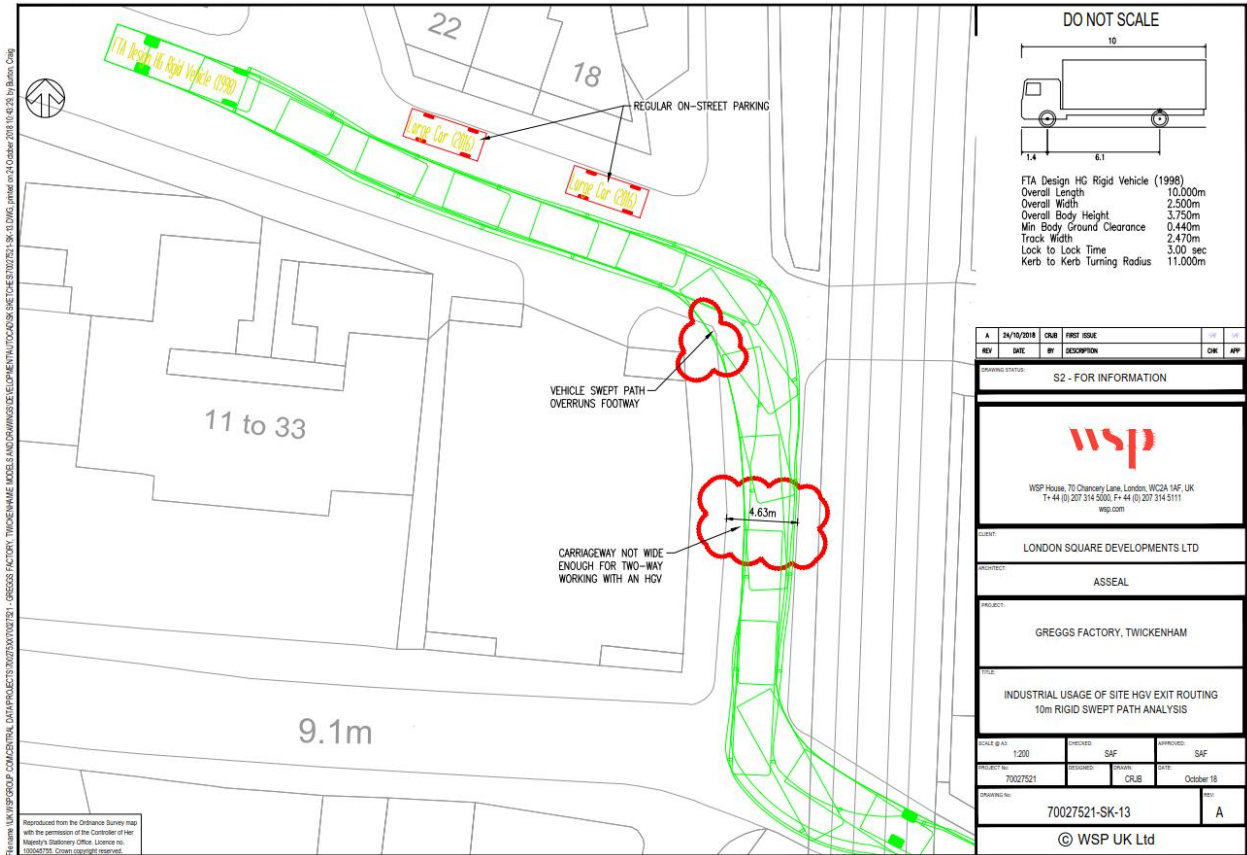 22
18
FTA Design HG Rigid Vehicle (1998)
Large Car (2016)
Large Car (2016)
REGULAR ON-STREET PARKING
VEHICLE SWEPT PATH
OVERRUNS FOOTWAY
11 to 33
4.63m
CARRIAGEWAY NOT WIDE
ENOUGH FOR TWO-WAY
WORKING WITH AN HGV
9.1m
Reproduced from the Ordnance Survey map
with the permission of the Controller of Her
Majesty's Stationery Office. Licence no.
100048755. Crown copyright reserved.
DO NOT SCALE
10
1.4
6.1
FTA Design HG Rigid Vehicle (1998)
Overall Length 10.000m
Overall Width 2.500m
Overall Body Height 3.750m
Min Body Ground Clearance 0.440m
Track Width 2.470m
Lock to Lock Time 3.00 sec
Kerb to Kerb Turning Radius 11.000m
A 24/10/2018 CRJB FIRST ISSUE
REV DATE BY DESCRIPTION CHK APP
DRAWING STATUS:
S2 - FOR INFORMATION
wsp
WSP House, 70 Chancery Lane, London, WC2A 1AF, UK
T+ 44 (0) 207 314 5000, F+ 44 (0) 207 314 5111
wsp.com
CLIENT:
LONDON SQUARE DEVELOPMENTS LTD
ARCHITECT:
ASSEAL
PROJECT:
GREGGS FACTORY, TWICKENHAM
TITLE:
INDUSTRIAL USAGE OF SITE HGV EXIT ROUTING
10m RIGID SWEPT PATH ANALYSIS
SCALE @ A3: CHECKED: APPROVED:
1:200 SAF SAF
PROJECT No: DESIGNED: DRAWN: DATE:
70027521 CRJB October 18
DRAWING No: REV:
70027521-SK-13 A
© WSP UK Ltd